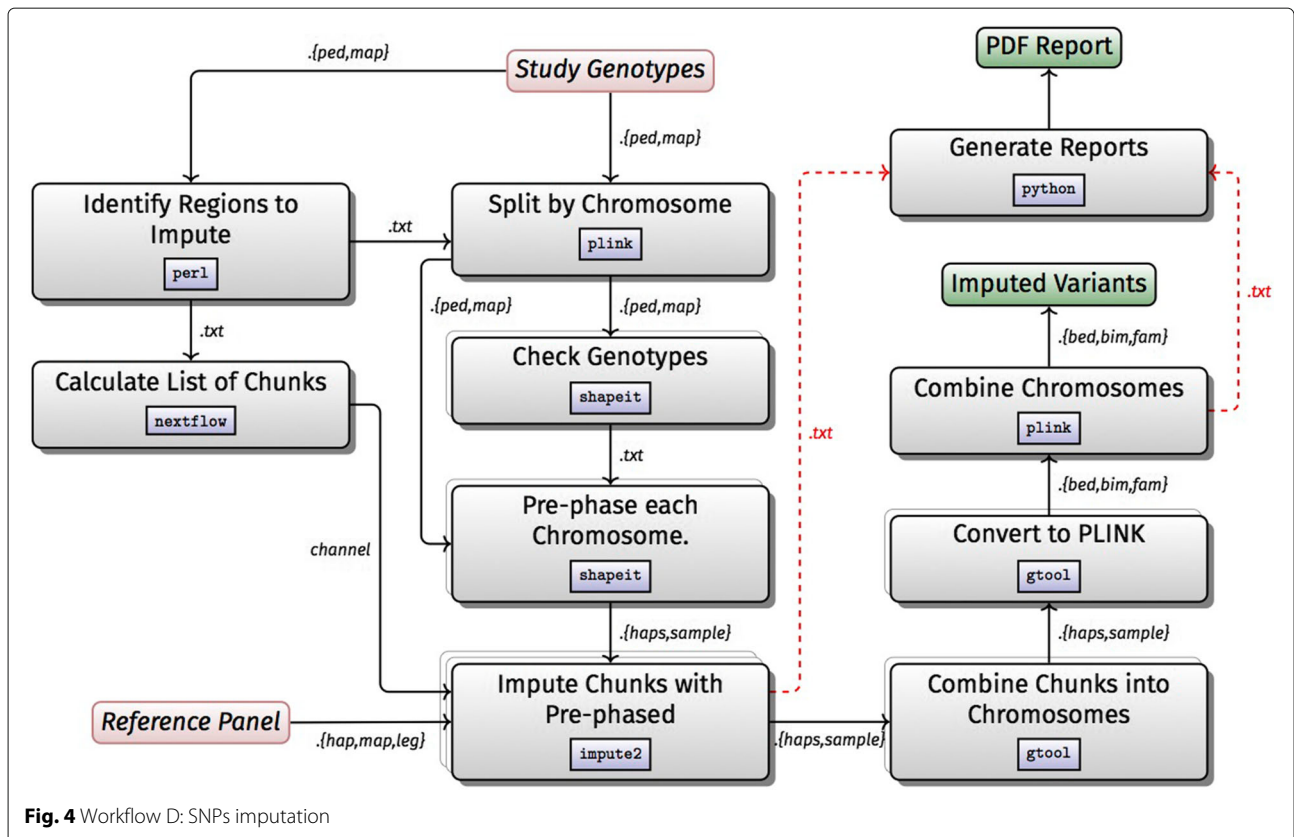 PDF Report
.{ped,map}
Study Genotypes
.{ped,map}
Generate Reports
python
Identify Regions to
Impute
perl
.txt
Split by Chromosome
plink
.{ped,map}
.{ped,map}
Imputed Variants
.txt
.txt
.{bed,bim,fam}
Calculate List of Chunks
nextflow
Check Genotypes
shapeit
Combine Chromosomes
plink
.txt
.txt
.{bed,bim,fam}
Pre-phase each
Chromosome.
shapeit
Convert to PLINK
gtool
channel
.{haps,sample}
.{haps,sample}
Reference Panel
.{hap,map,leg}
Impute Chunks with
Pre-phased
impute2
.{haps,sample}
Combine Chunks into
Chromosomes
gtool
Fig. 4 Workflow D: SNPs imputation